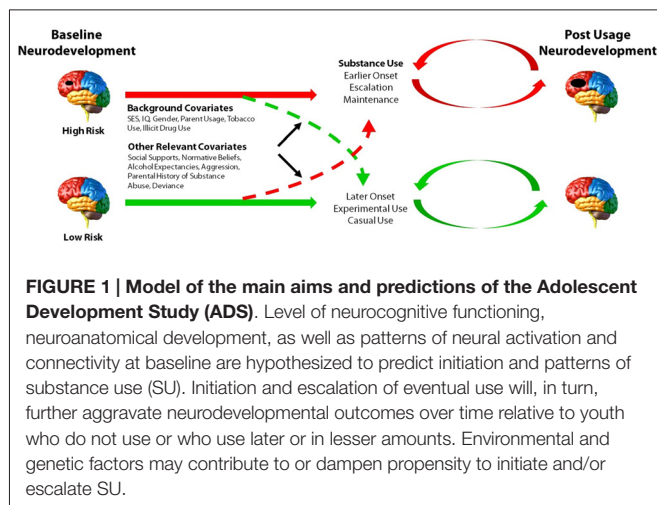 Baseline
Neurodevelopment
High Risk
Low Risk
Background Covariates
SES, IQ, Gender, Parent Usage, Tobacco
Use, Illicit Drug Use
Other Relevant Covariates
Social Supports, Normative Beliefs,
Alcohol Expectancies, Aggression,
Parental History of Substance
Abuse, Deviance
Substance Use
Earlier Onset
Escalation
Maintenance
Later Onset
Experimental Use
Casual Use
Post Usage
Neurodevelopment
FIGURE 1 | Model of the main aims and predictions of the Adolescent
Development Study (ADS). Level of neurocognitive functioning,
neuroanatomical development, as well as patterns of neural activation and
connectivity at baseline are hypothesized to predict initiation and patterns of
substance use (SU). Initiation and escalation of eventual use will, in turn,
further aggravate neurodevelopmental outcomes over time relative to youth
who do not use or who use later or in lesser amounts. Environmental and
genetic factors may contribute to or dampen propensity to initiate and/or
escalate SU.